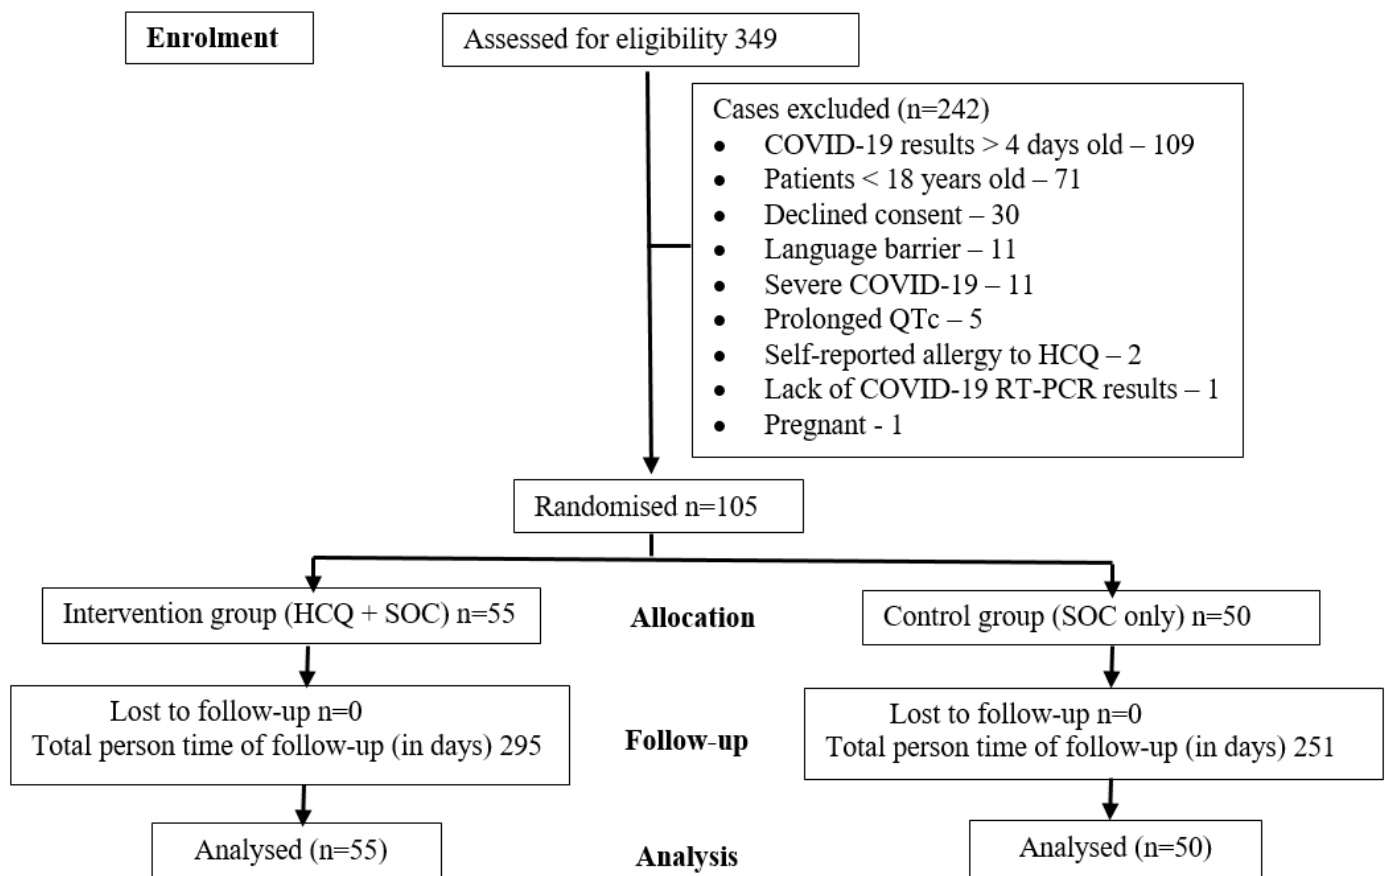 Enrolment
Assessed for eligibility 349
Cases excluded (n=242)
• COVID-19 results > 4 days old – 109
• Patients < 18 years old – 71
• Declined consent – 30
• Language barrier – 11
• Severe COVID-19 – 11
• Prolonged QTc – 5
• Self-reported allergy to HCQ – 2
• Lack of COVID-19 RT-PCR results – 1
• Pregnant - 1
Randomised n=105
Intervention group (HCQ + SOC) n=55
Allocation
Control group (SOC only) n=50
Lost to follow-up n=0
Total person time of follow-up (in days) 295
Follow-up
Lost to follow-up n=0
Total person time of follow-up (in days) 251
Analysed (n=55)
Analysis
Analysed (n=50)